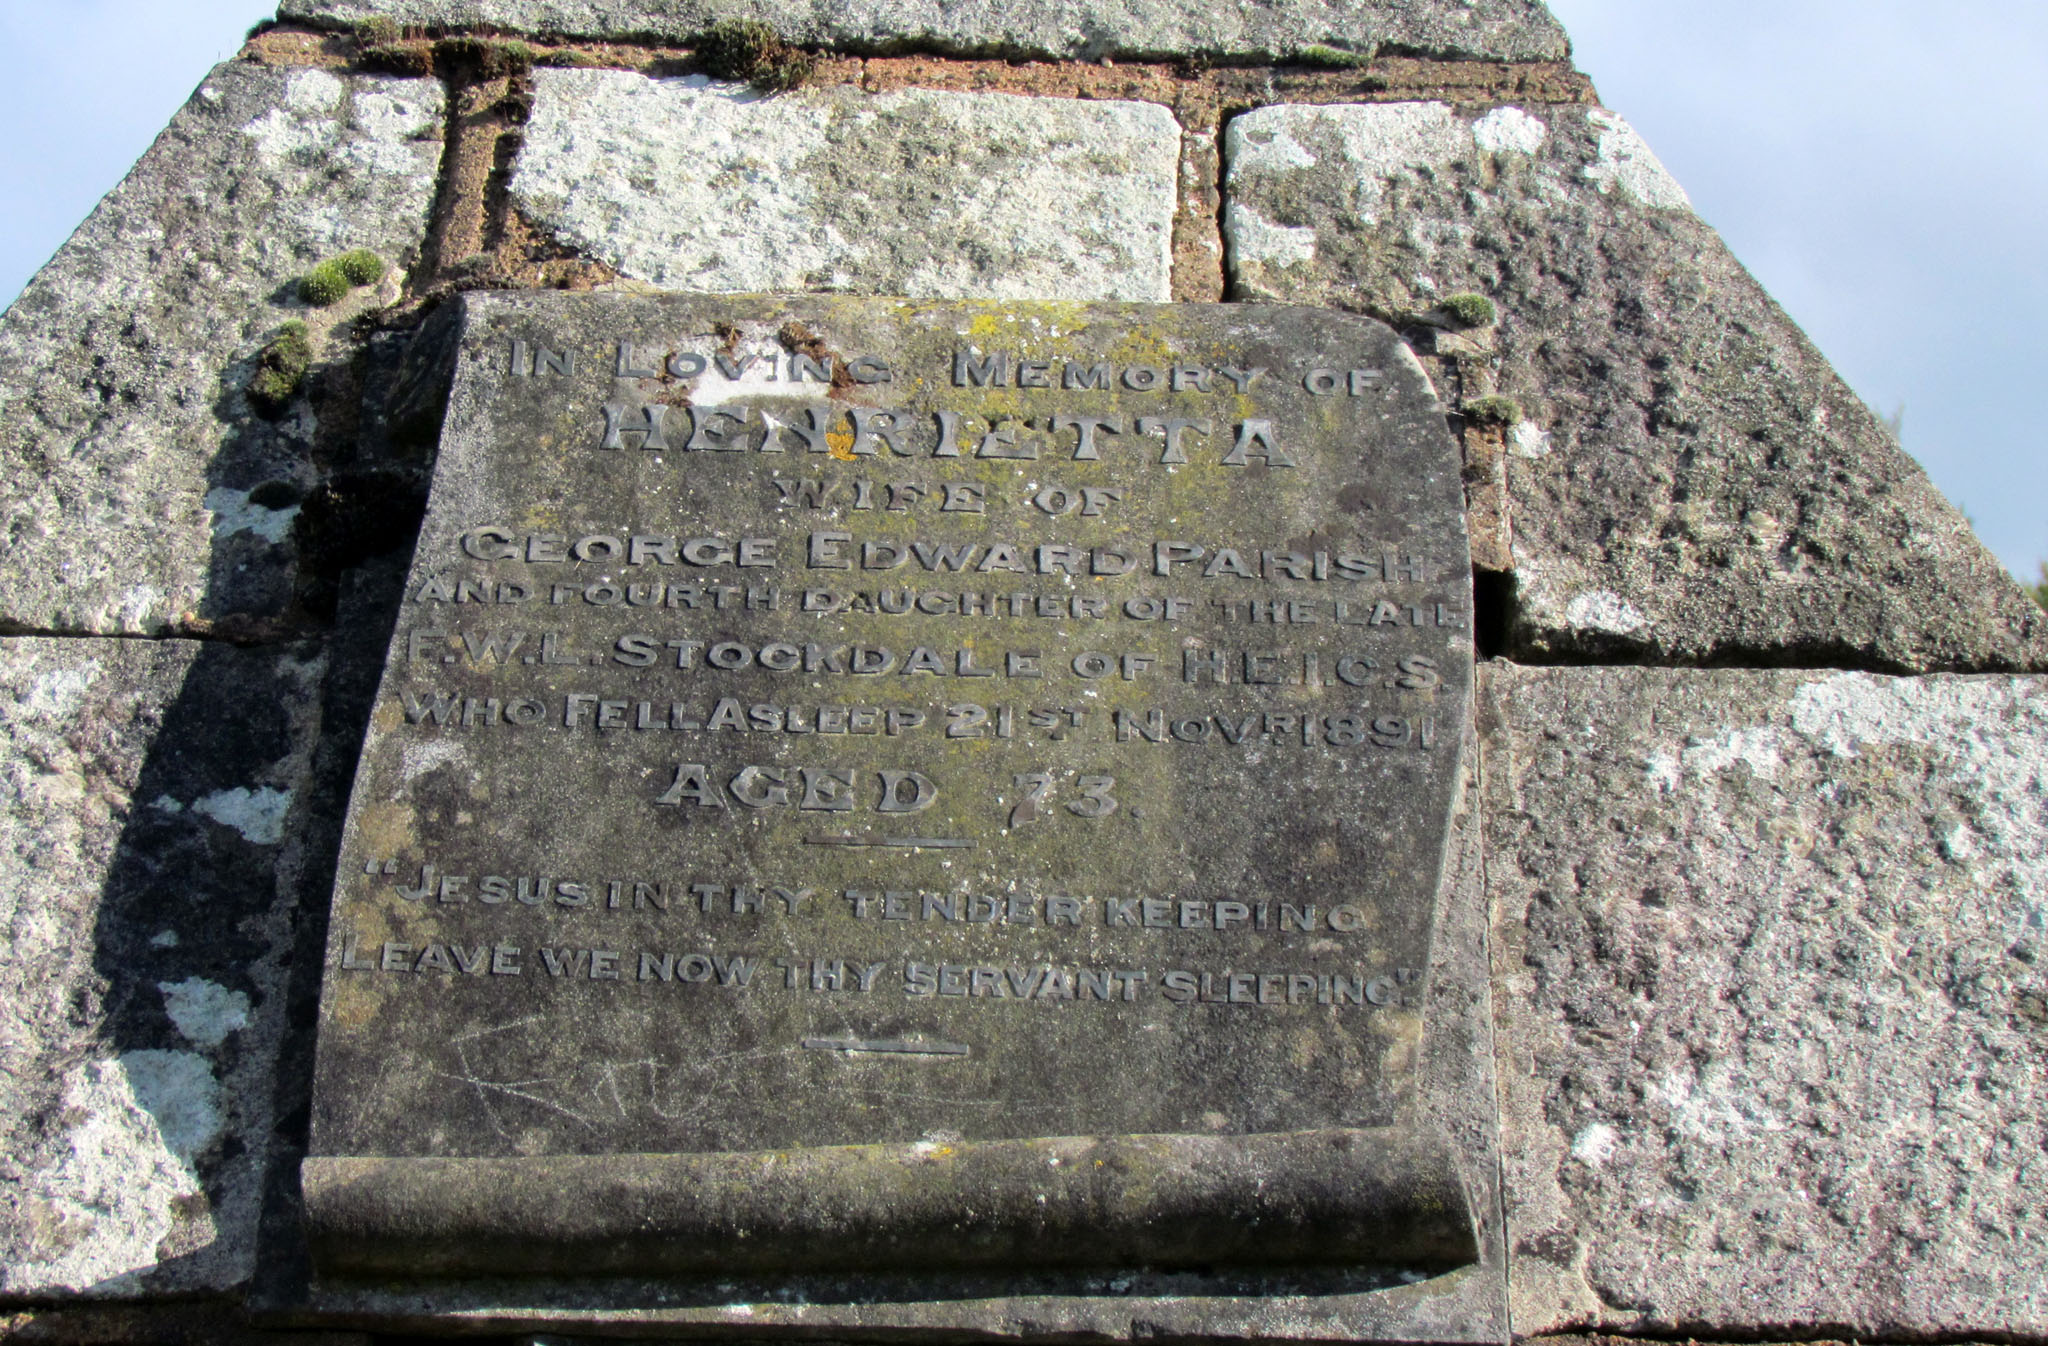 IN LOVING MEMORY OF
HENRIETTA
WIFE OF
GEORGE EDWARD PARISH
AND FOURTH DAUGHTER OF THE LATE
F.W.L. STOCKDALE OF H.E.I.C.S.
WHO FELL ASLEEP 21ST NOVR. 1891
AGED 73.
"JESUS IN THY TENDER KEEPING
LEAVE WE NOW THY SERVANT SLEEPING."